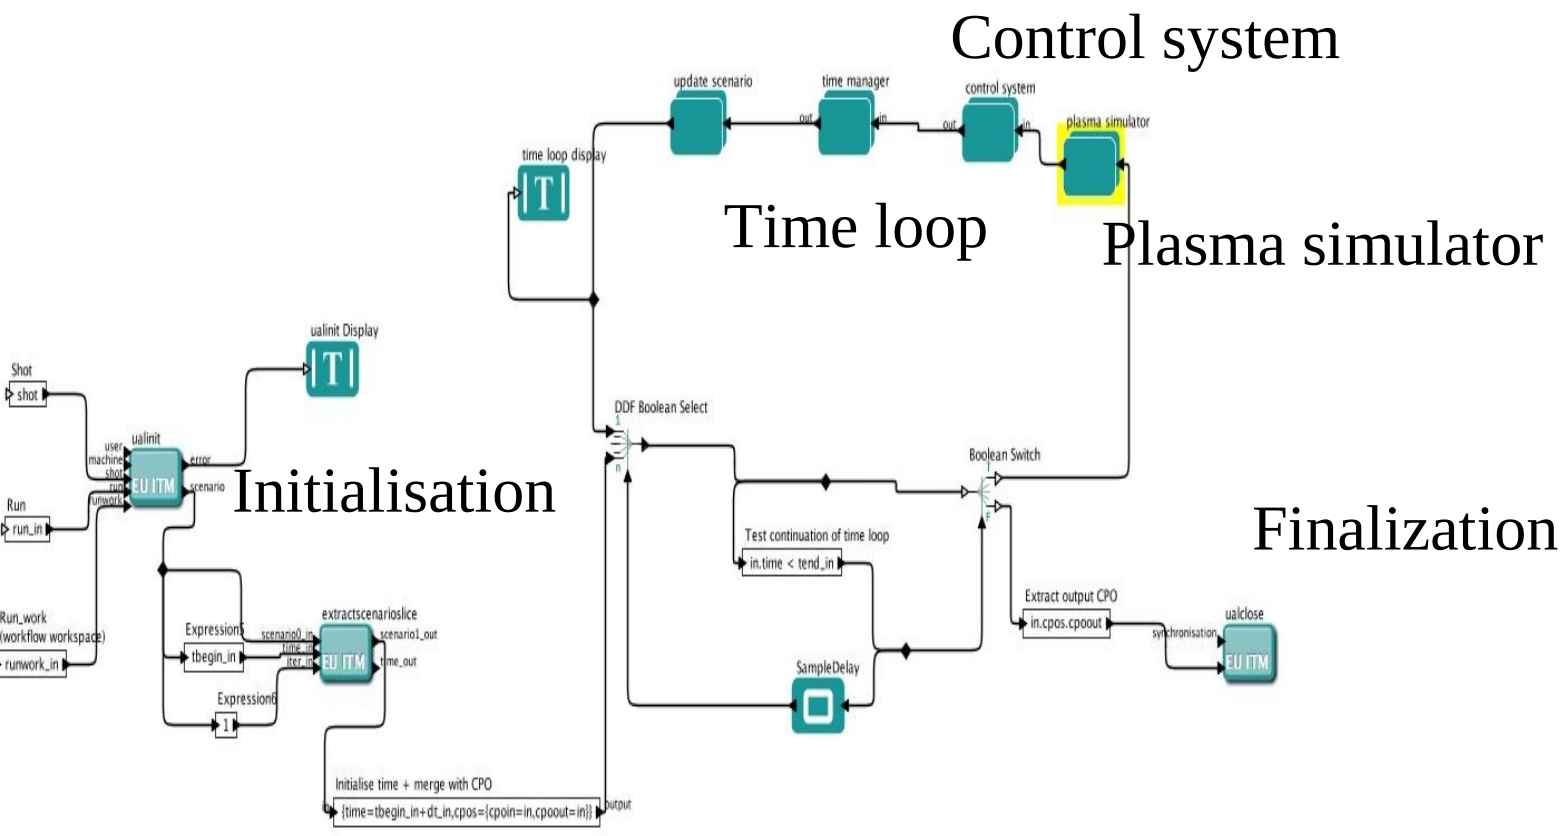 Control system
update scenario
time manager
control system
out
in
out
in
plasma simulator
time loop display
T
Time loop
Plasma simulator
ualinit Display
T
Shot
shot
DDF Boolean Select
1
n
ualinit
user
machine
shot
run
runwork
EU ITM
error
scenario
Initialisation
Boolean Switch
T
F
Run
run_in
Finalization
Test continuation of time loop
in.time < tend_in
Extract output CPO
in.cpos.cpoout
ualclose
synchronisation
EU ITM
Run_work
(workflow workspace)
runwork_in
extractscenarioslice
Expression5
tbegin_in
scenario0_in
time_in
iter_in
EU ITM
scenario1_out
time_out
SampleDelay
Expression6
1
Initialise time + merge with CPO
in
{time=tbegin_in+dt_in,cpos={cpoin=in,cpoout=in}}
output